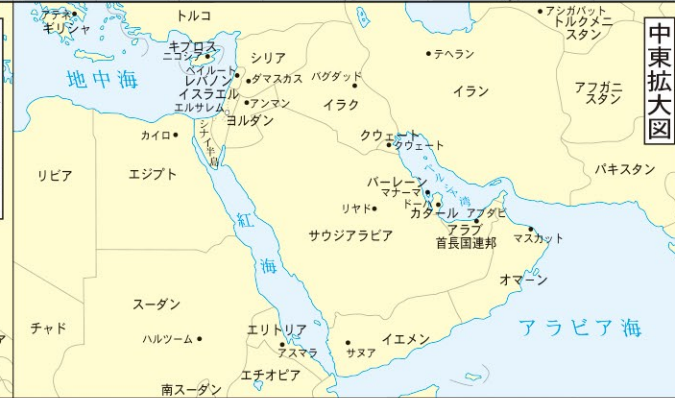 中東拡大図
アテネ
ギリシャ
トルコ
アシガバット
トルクメニ
スタン
キプロス
ニコシア
シリア
テヘラン
地中海
ベイルート
レバノン
ダマスカス
バグダッド
イスラエル
エルサレム
アンマン
イラク
イラン
アフガニ
スタン
ヨルダン
シナイ半島
カイロ
クウェート
クウェート
リビア
エジプト
パキスタン
ペルシア湾
バーレーン
マナーマ
ドーハ
カタール
アブダビ
リヤド
サウジアラビア
アラブ
首長国連邦
マスカット
紅海
オマーン
スーダン
チャド
ハルツーム
エリトリア
アスマラ
イエメン
サヌア
アラビア海
エチオピア
南スーダン